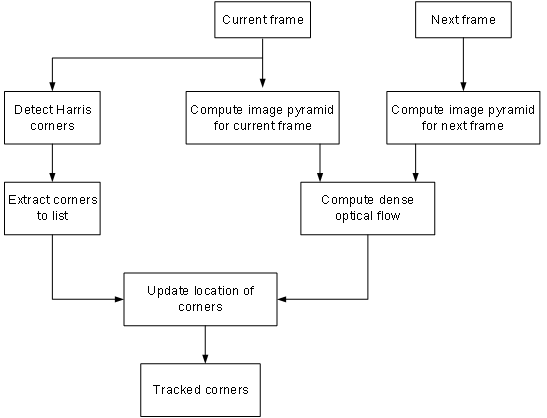 Current frame
Next frame
Detect Harris
corners
Compute image pyramid
for current frame
Compute image pyramid
for next frame
Extract corners
to list
Compute dense
optical flow
Update location of
corners
Tracked corners